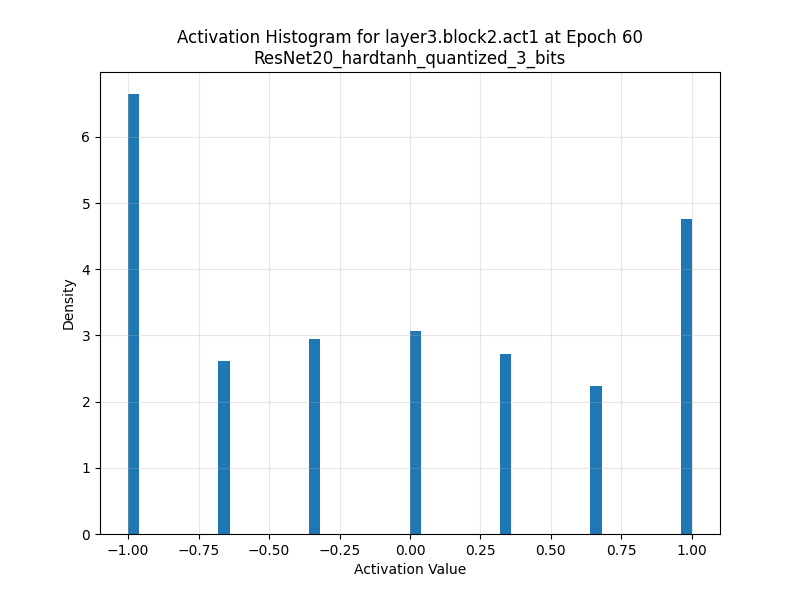 Activation Histogram for layer3.block2.act1 at Epoch 60
ResNet20_hardtanh_quantized_3_bits
6
5
4
3
2
1
0
Density
−1.00 −0.75 −0.50 −0.25 0.00 0.25 0.50 0.75 1.00
Activation Value